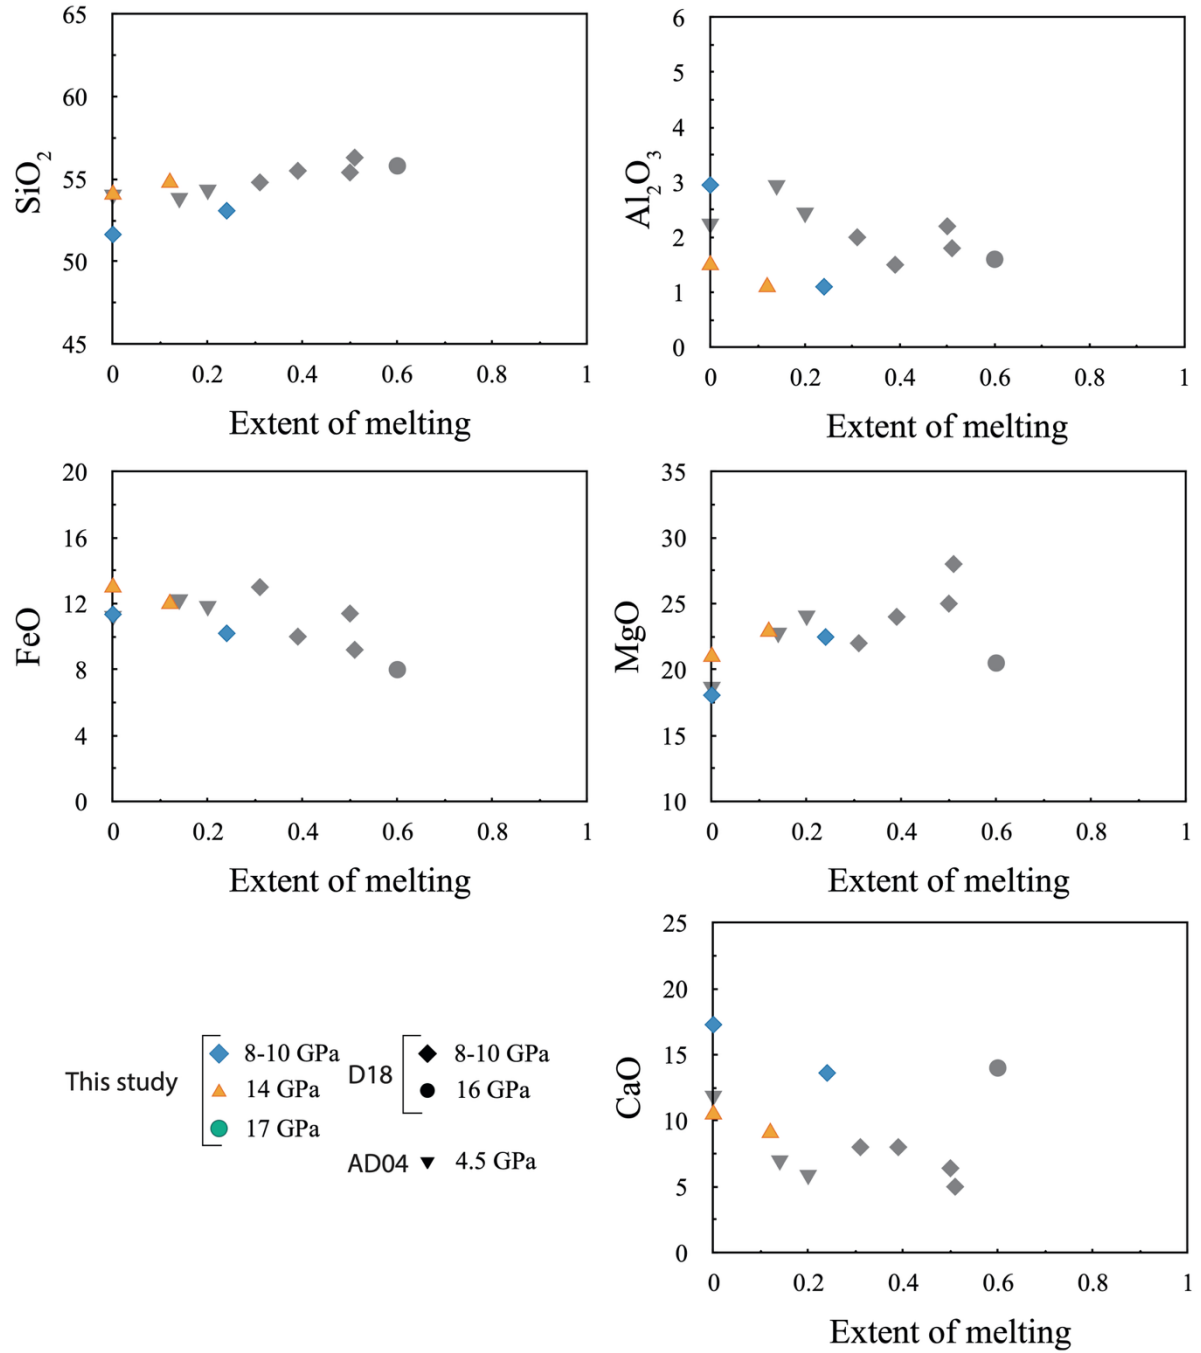 65
60
55
50
45
SiO2
0 0.2 0.4 0.6 0.8 1
Extent of melting
6
5
4
3
2
1
0
Al2O3
0 0.2 0.4 0.6 0.8 1
Extent of melting
20
16
12
8
4
0
FeO
0 0.2 0.4 0.6 0.8 1
Extent of melting
35
30
25
20
15
10
MgO
0 0.2 0.4 0.6 0.8 1
Extent of melting
This study
8-10 GPa
14 GPa
17 GPa
D18
8-10 GPa
16 GPa
AD04
4.5 GPa
25
20
15
10
5
0
CaO
0 0.2 0.4 0.6 0.8 1
Extent of melting